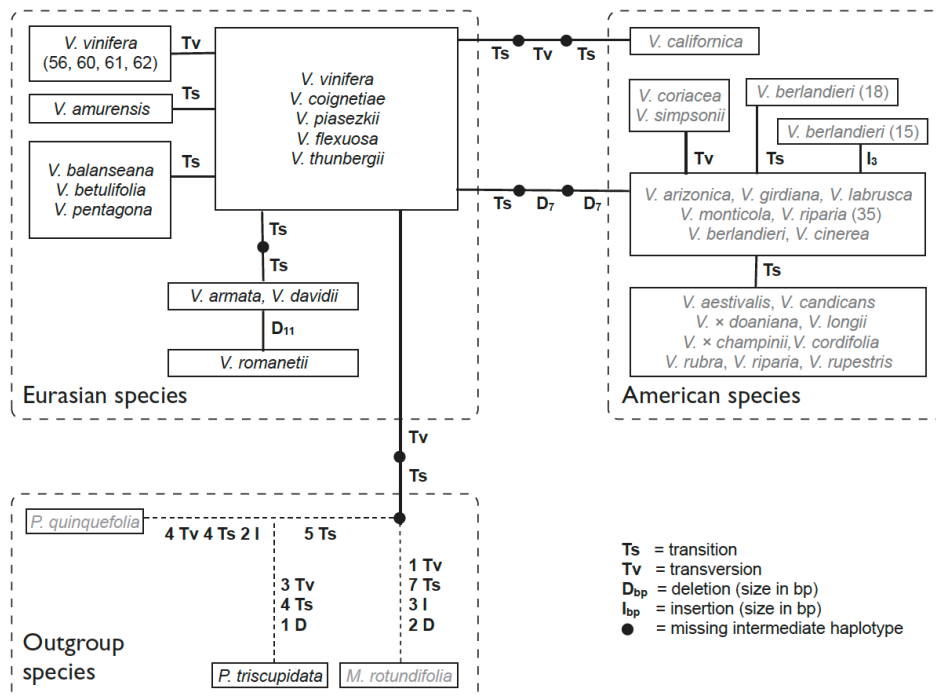 V. vinifera
(56, 60, 61, 62)
Tv
V. amurensis
Ts
V. balanseana
V. betulifolia
V. pentagona
Ts
V. vinifera
V. coignetiae
V. piasezkii
V. flexuosa
V. thunbergii
Ts
Ts
V. armata, V. davidii
D11
V. romanetii
Eurasian species
Ts Tv Ts
Ts D7 D7
V. californica
V. coriacea
V. simpsonii
V. berlandieri (18)
V. berlandieri (15)
Tv Ts I3
V. arizonica, V. girdiana, V. labrusca
V. monticola, V. riparia (35)
V. berlandieri, V. cinerea
Ts
V. aestivalis, V. candicans
V. × doaniana, V. longii
V. × champinii, V. cordifolia
V. rubra, V. riparia, V. rupestris
American species
Tv
Ts
P. quinquefolia
4 Tv 4 Ts 2 I 5 Ts
3 Tv
4 Ts
1 D
1 Tv
7 Ts
3 I
2 D
Outgroup
species
P. triscupidata
M. rotundifolia
Ts = transition
Tv = transversion
Dbp = deletion (size in bp)
Ibp = insertion (size in bp)
● = missing intermediate haplotype